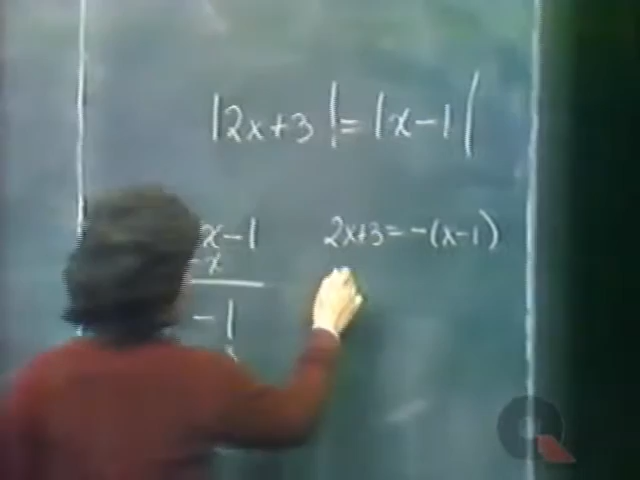 |2x+3|=|x-1|
x-1 2x+3=-(x-1)
-x
-1